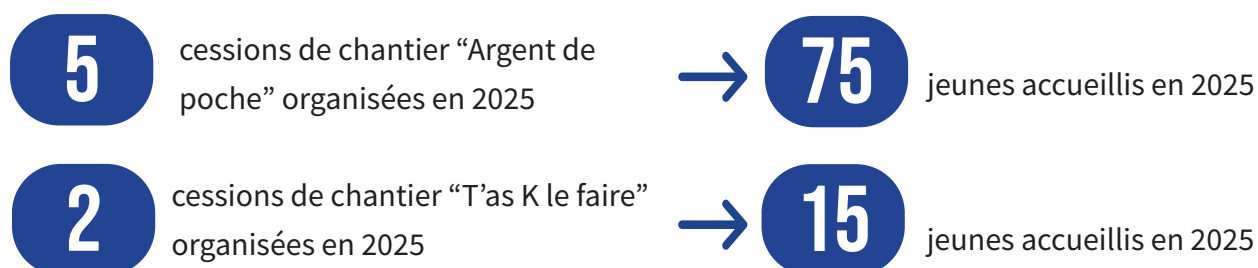 5
cessions de chantier “Argent de
poche” organisées en 2025
75
jeunes accueillis en 2025
2
cessions de chantier “T’as K le faire”
organisées en 2025
15
jeunes accueillis en 2025